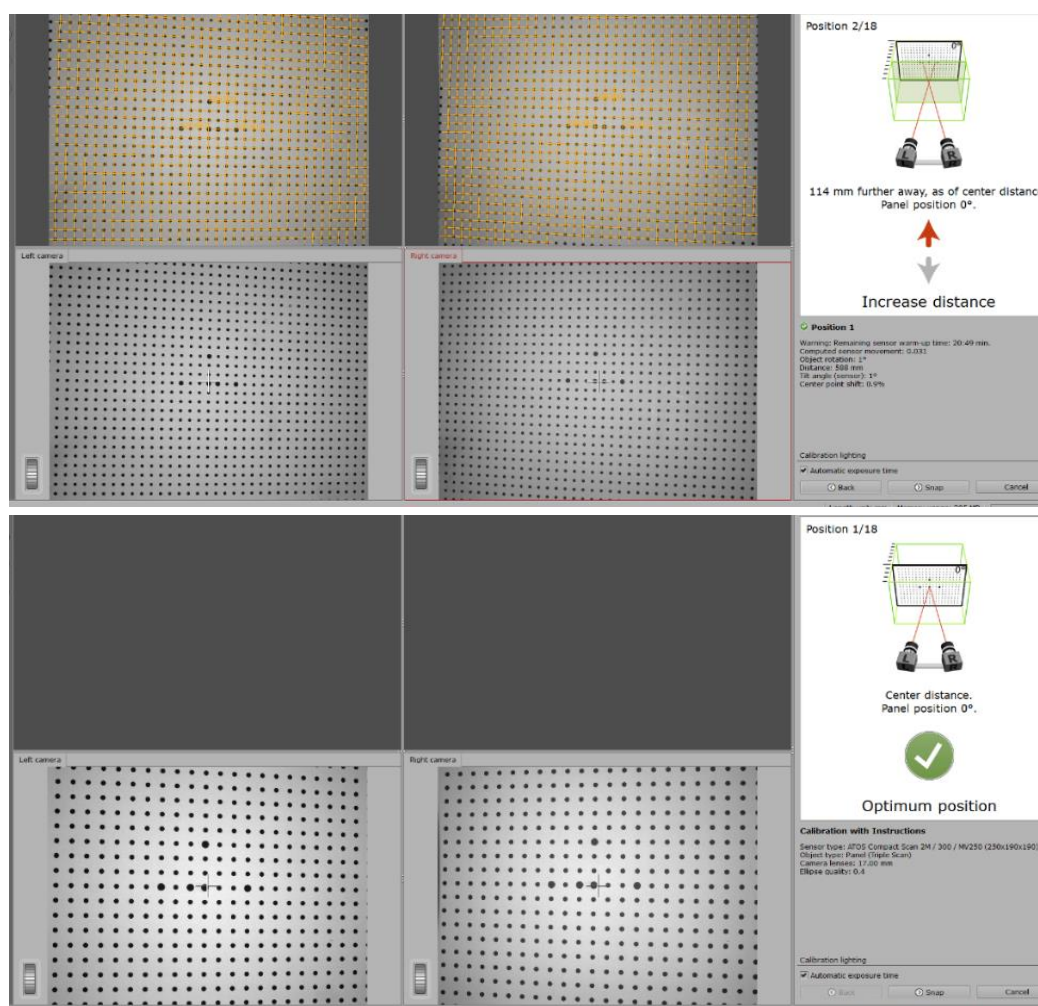 Position 2/18
0°
L R
114 mm further away, as of center distanc
Panel position 0°.
Increase distance
Left camera
Right camera
Position 1
Warning: Remaining sensor warm-up time: 20:49 min.
Computed sensor movement: 0.031
Object rotation: 1°
Distance: 588 mm
Tilt angle (sensor): 1°
Center point shift: 0.9%
Calibration lighting
Automatic exposure time
Back
Snap
Cancel
Position 1/18
0°
L R
Center distance.
Panel position 0°.
Optimum position
Left camera
Right camera
Calibration with Instructions
Sensor type: ATOS Compact Scan 2M / 300 / MV250 (250x190x190)
Object type: Panel (Triple Scan)
Camera lenses: 17.00 mm
Ellipse quality: 0.4
Calibration lighting
Automatic exposure time
Back
Snap
Cancel